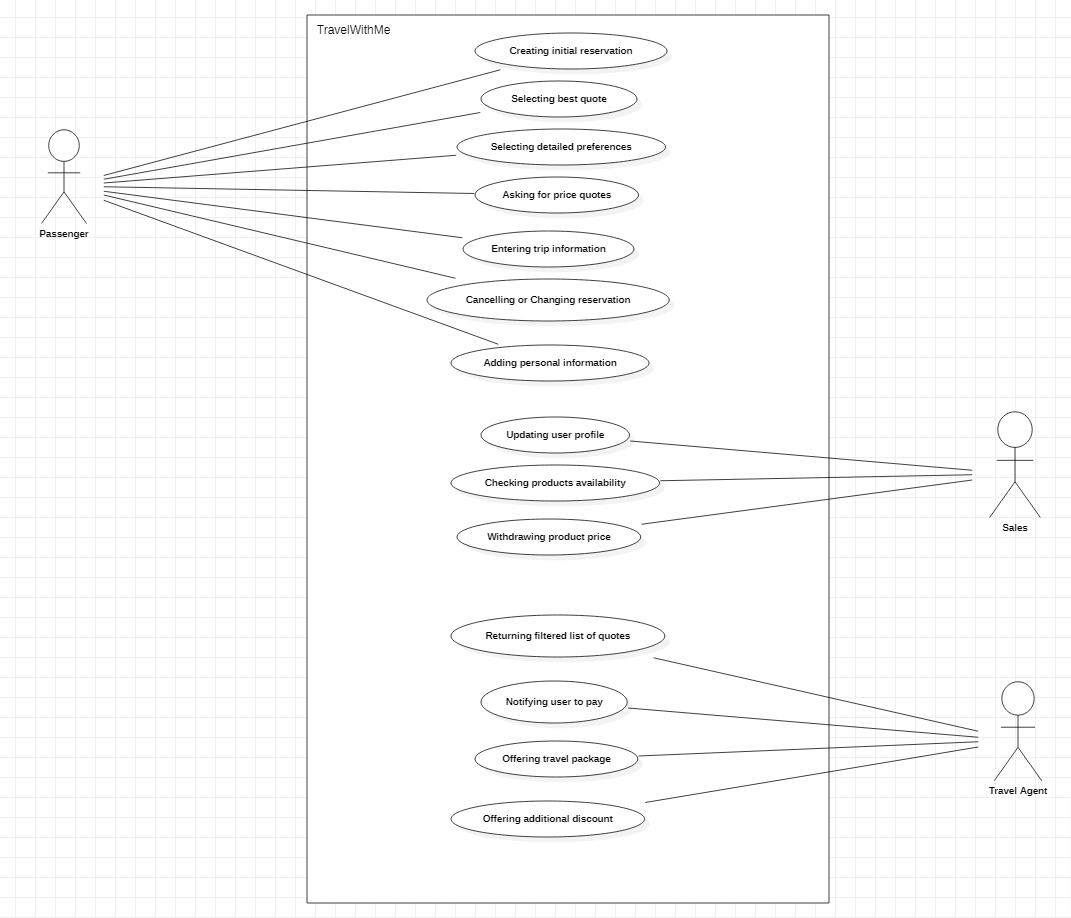 TravelWithMe
Creating initial reservation
Selecting best quote
Selecting detailed preferences
Asking for price quotes
Passenger
Entering trip information
Cancelling or Changing reservation
Adding personal information
Updating user profile
Checking products availability
Sales
Withdrawing product price
Returning filtered list of quotes
Notifying user to pay
Offering travel package
Travel Agent
Offering additional discount